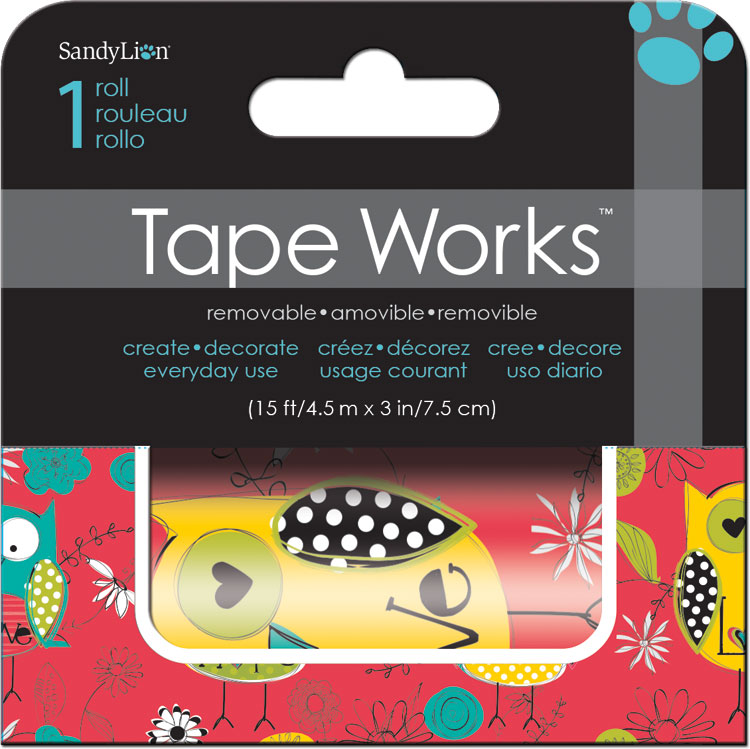 SandyLion®
1 roll
rouleau
rollo
Tape Works™
removable•amovible•removible
create•decorate créez•décorez cree•decore
everyday use usage courant uso diario
(15 ft/4.5 m x 3 in/7.5 cm)
ve